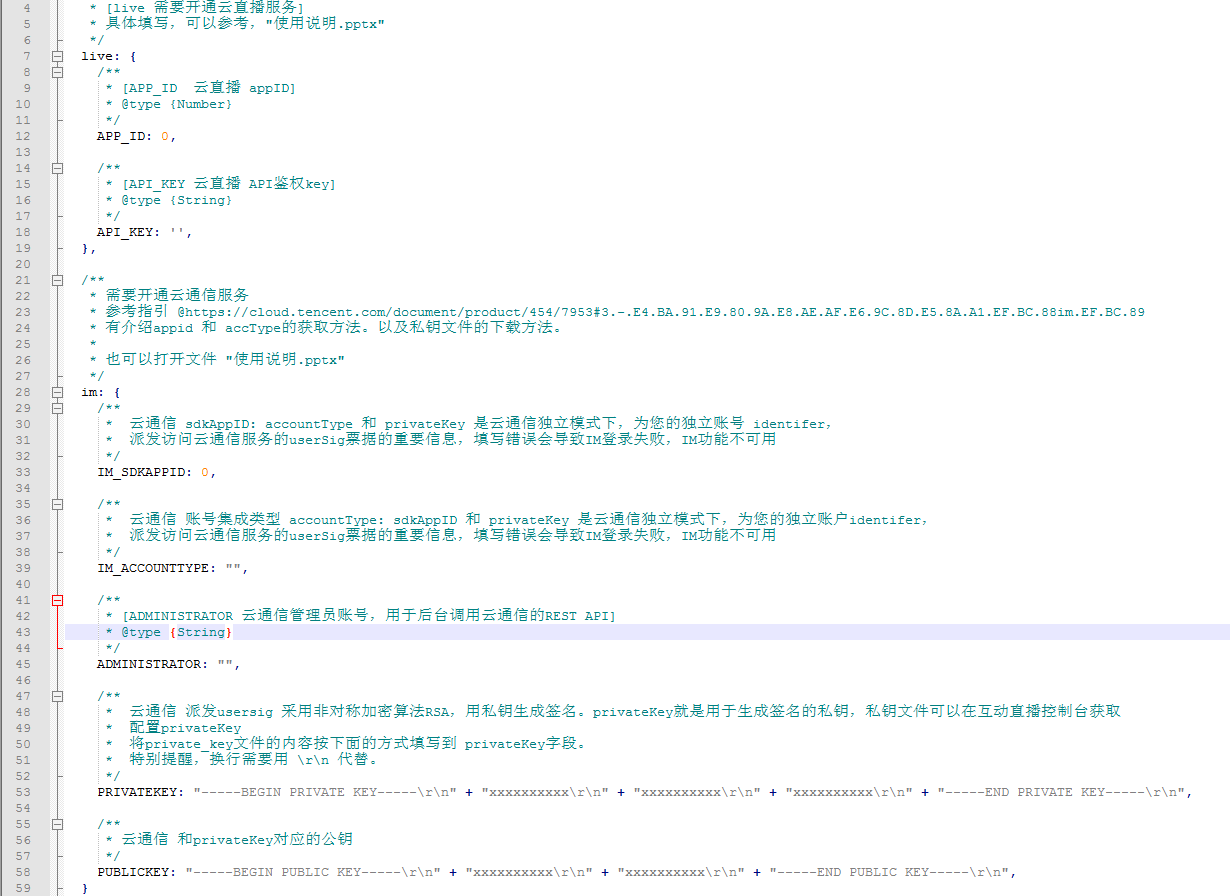 4 * [live 需要开通云直播服务]
5 * 具体填写，可以参考，"使用说明.pptx"
6 */
7 live: {
8 /**
9 * [APP_ID 云直播 appID]
10 * @type {Number}
11 */
12 APP_ID: 0,
13
14 /**
15 * [API_KEY 云直播 API鉴权key]
16 * @type {String}
17 */
18 API_KEY: '',
19 },
20
21 /**
22 * 需要开通云通信服务
23 * 参考指引 @https://cloud.tencent.com/document/product/454/7953#3.-.E4.BA.91.E9.80.9A.E8.AE.AF.E6.9C.8D.E5.8A.A1.EF.BC.88im.EF.BC.89
24 * 有介绍appid 和 accType的获取方法。以及私钥文件的下载方法。
25 *
26 * 也可以打开文件 "使用说明.pptx"
27 */
28 im: {
29 /**
30 * 云通信 sdkAppID: accountType 和 privateKey 是云通信独立模式下，为您的独立账号 identifer，
31 * 派发访问云通信服务的userSig票据的重要信息，填写错误会导致IM登录失败，IM功能不可用
32 */
33 IM_SDKAPPID: 0,
34
35 /**
36 * 云通信 账号集成类型 accountType: sdkAppID 和 privateKey 是云通信独立模式下，为您的独立账户identifer，
37 * 派发访问云通信服务的userSig票据的重要信息，填写错误会导致IM登录失败，IM功能不可用
38 */
39 IM_ACCOUNTTYPE: "",
40
41 /**
42 * [ADMINISTRATOR 云通信管理员账号，用于后台调用云通信的REST API]
43 * @type {String}
44 */
45 ADMINISTRATOR: "",
46
47 /**
48 * 云通信 派发usersig 采用非对称加密算法RSA，用私钥生成签名。privateKey就是用于生成签名的私钥，私钥文件可以在互动直播控制台获取
49 * 配置privateKey
50 * 将private_key文件的内容按下面的方式填写到 privateKey字段。
51 * 特别提醒，换行需要用 \r\n 代替。
52 */
53 PRIVATEKEY: "-----BEGIN PRIVATE KEY-----\r\n" + "xxxxxxxxxx\r\n" + "xxxxxxxxxx\r\n" + "xxxxxxxxxx\r\n" + "-----END PRIVATE KEY-----\r\n",
54
55 /**
56 * 云通信 和privateKey对应的公钥
57 */
58 PUBLICKEY: "-----BEGIN PUBLIC KEY-----\r\n" + "xxxxxxxxxx\r\n" + "xxxxxxxxxx\r\n" + "-----END PUBLIC KEY-----\r\n",
59 }